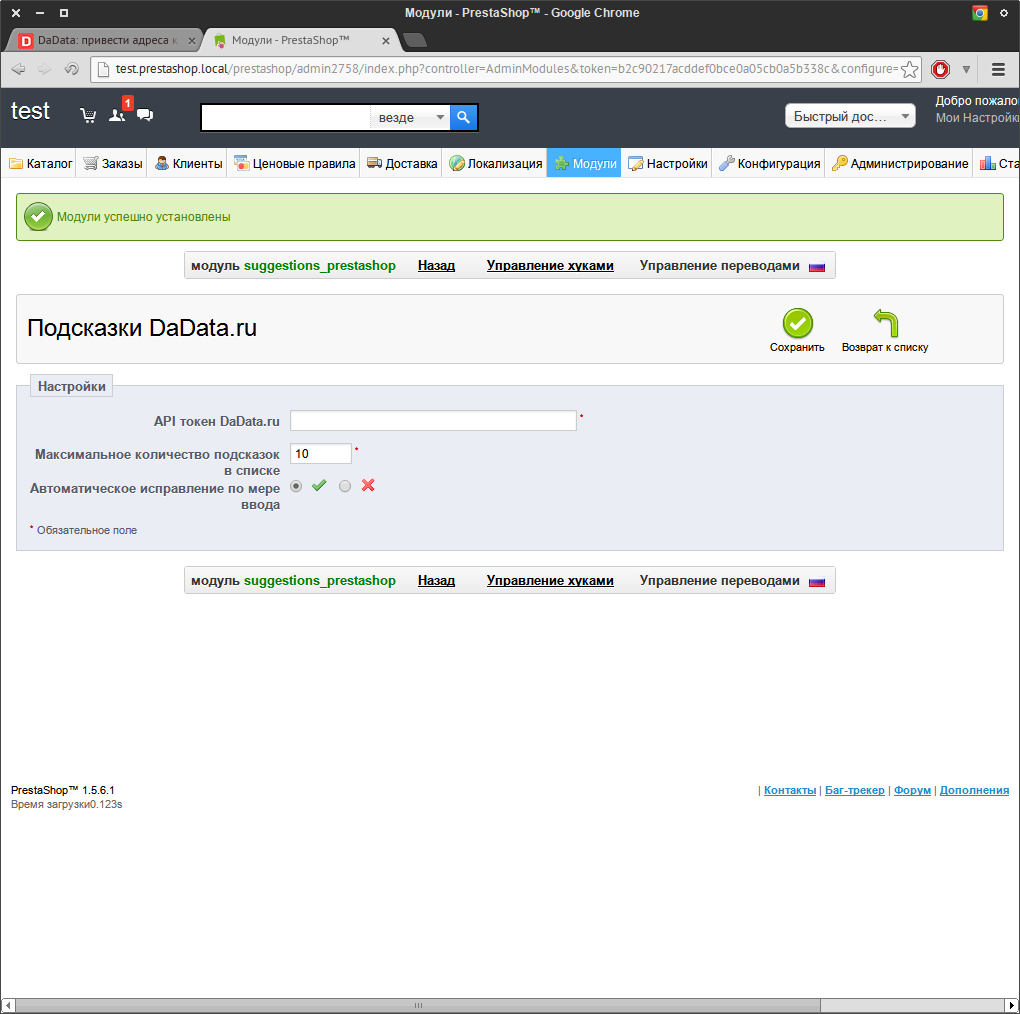 Модули - PrestaShop™ - Google Chrome
DaData: привести адреса к
Модули - PrestaShop™
test.prestashop.local/prestashop/admin2758/index.php?controller=AdminModules&token=b2c90217acddef0bce0a05cb0a5b338c&configure=
test
1
везде
Быстрый дос...
Добро пожало
Мои Настройки
Каталог Заказы Клиенты Ценовые правила Доставка Локализация Модули Настройки Конфигурация Администрирование Ста
Модули успешно установлены
модуль suggestions_prestashop Назад Управление хуками Управление переводами
Подсказки DaData.ru
Сохранить Возврат к списку
Настройки
API токен DaData.ru *
Максимальное количество подсказок 10 *
в списке
Автоматическое исправление по мере
ввода
* Обязательное поле
модуль suggestions_prestashop Назад Управление хуками Управление переводами
PrestaShop™ 1.5.6.1
| Контакты | Баг-трекер | Форум | Дополнения
Время загрузки0.123s